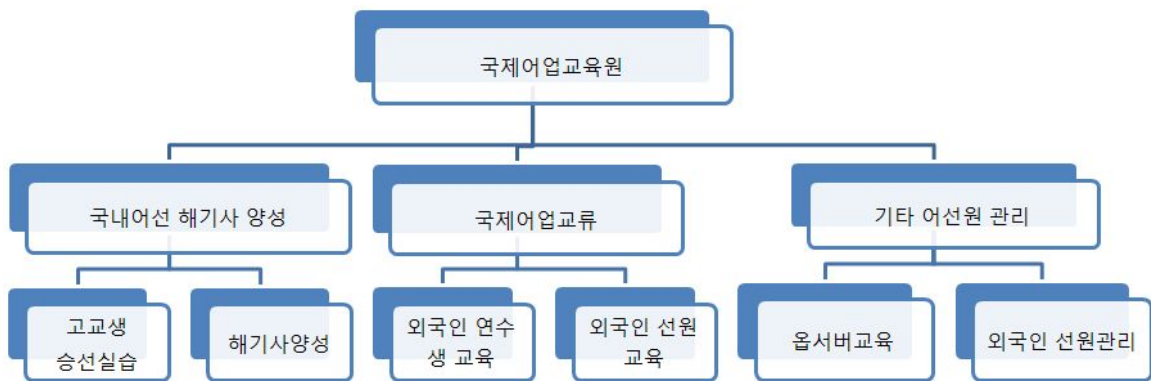 국제어업교육원
국내어선 해기사 양성
국제어업교류
기타 어선원 관리
고교생
승선실습
해기사양성
외국인 연수
생 교육
외국인 선원
교육
옵서버교육
외국인 선원관리